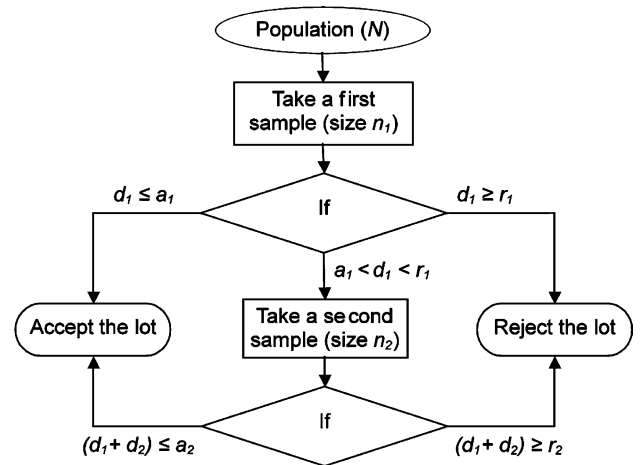 Population (N)
Take a first
sample (size n₁)
d₁ ≤ a₁
If
d₁ ≥ r₁
a₁ < d₁ < r₁
Accept the lot
Take a second
sample (size n₂)
Reject the lot
If
(d₁+ d₂) ≤ a₂
(d₁+ d₂) ≥ r₂